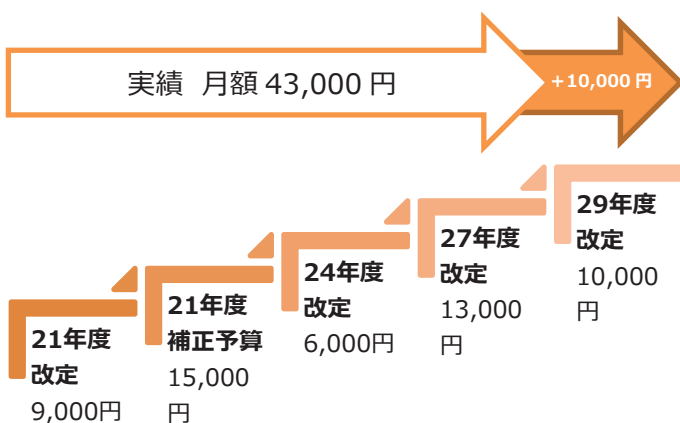 実績 月額 43,000 円
+10,000 円
21年度
改定
9,000円
21年度
補正予算
15,000
円
24年度
改定
6,000円
27年度
改定
13,000
円
29年度
改定
10,000
円